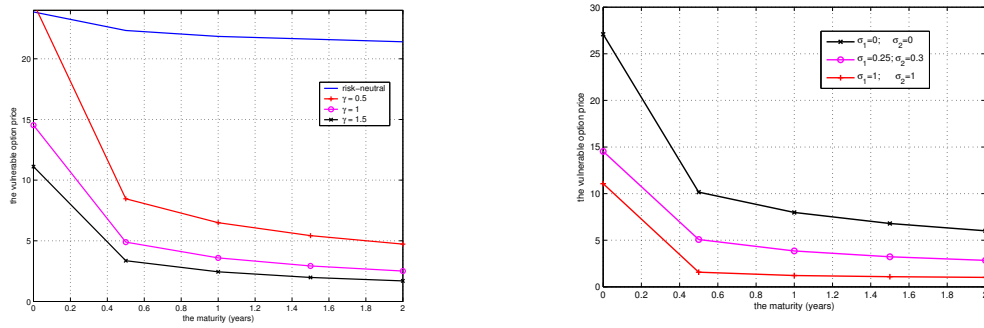 20
15
10
5
0
0 0.2 0.4 0.6 0.8 1.0 1.2 1.4 1.6 1.8 2
the vulnerable option price
the maturity (years)
risk−neutral
γ = 0.5
γ = 1
γ = 1.5
30
25
20
15
10
5
0
0 0.2 0.4 0.6 0.8 1.0 1.2 1.4 1.6 1.8 2
the vulnerable option price
the maturity (years)
σ₁=0; σ₂=0
σ₁=0.25; σ₂=0.3
σ₁=1; σ₂=1